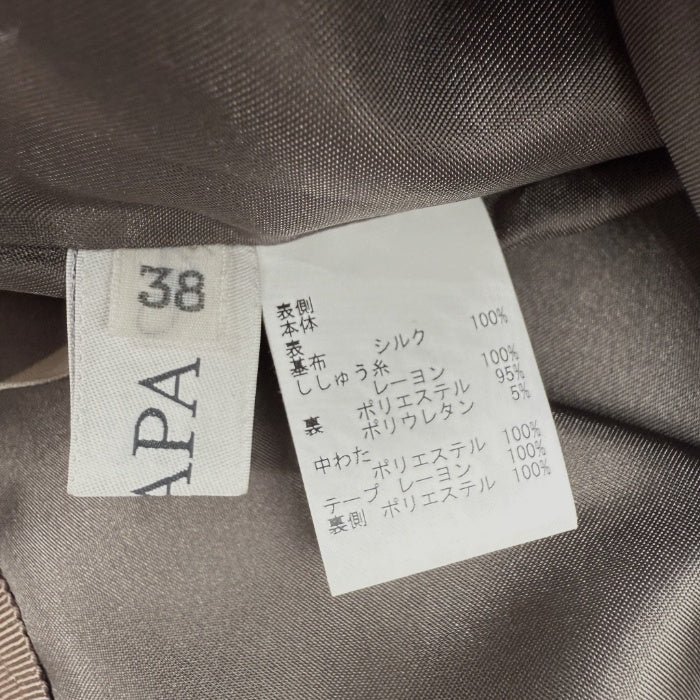 38
APA
表側
本体
表
基布 シルク 100%
ししゅう糸
レーヨン 100%
裏 ポリエステル 95%
ポリウレタン 5%
中わた
ポリエステル 100%
テープ レーヨン 100%
裏側 ポリエステル 100%